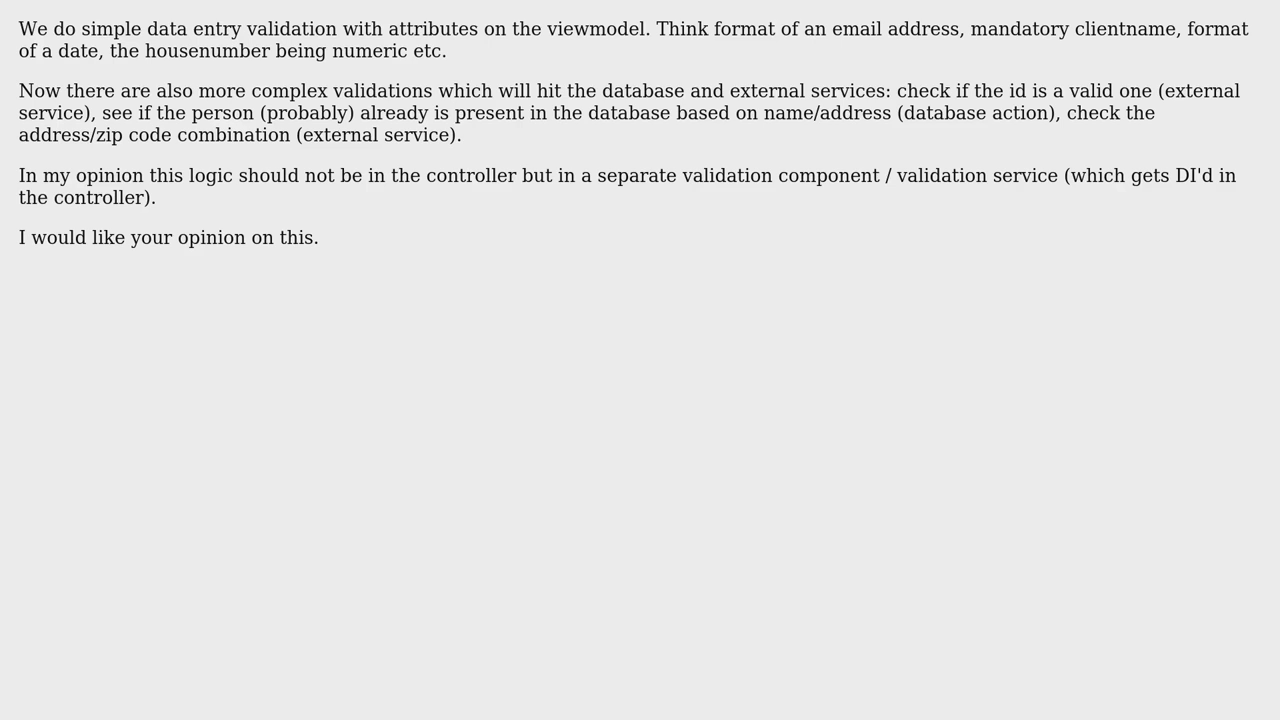 We do simple data entry validation with attributes on the viewmodel. Think format of an email address, mandatory clientname, format
of a date, the housenumber being numeric etc.
Now there are also more complex validations which will hit the database and external services: check if the id is a valid one (external
service), see if the person (probably) already is present in the database based on name/address (database action), check the
address/zip code combination (external service).
In my opinion this logic should not be in the controller but in a separate validation component / validation service (which gets DI'd in
the controller).
I would like your opinion on this.